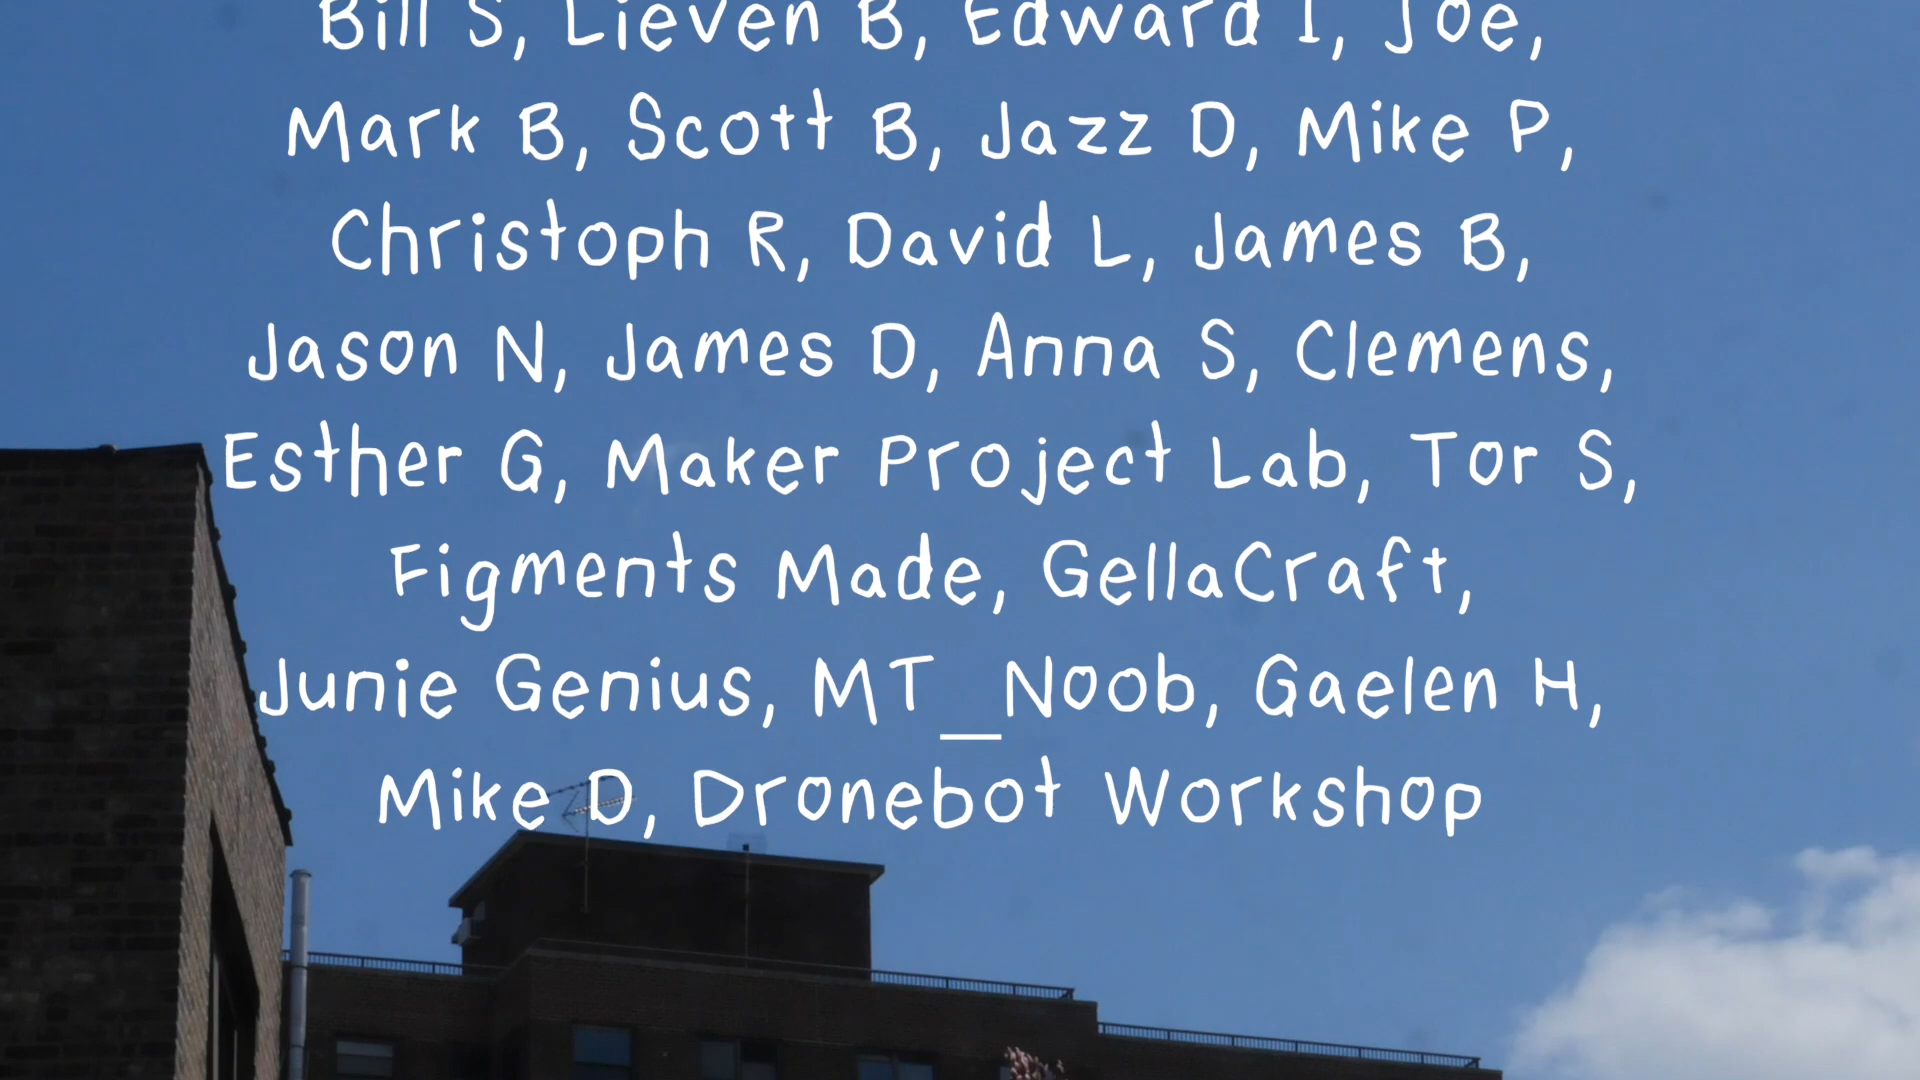 Bill S, Lieven B, Edward I, Joe,
Mark B, Scott B, Jazz D, Mike P,
Christoph R, David L, James B,
Jason N, James D, Anna S, Clemens,
Esther G, Maker Project Lab, Tor S,
Figments Made, GellaCraft,
Junie Genius, MT_Noob, Gaelen H,
Mike D, Dronebot Workshop